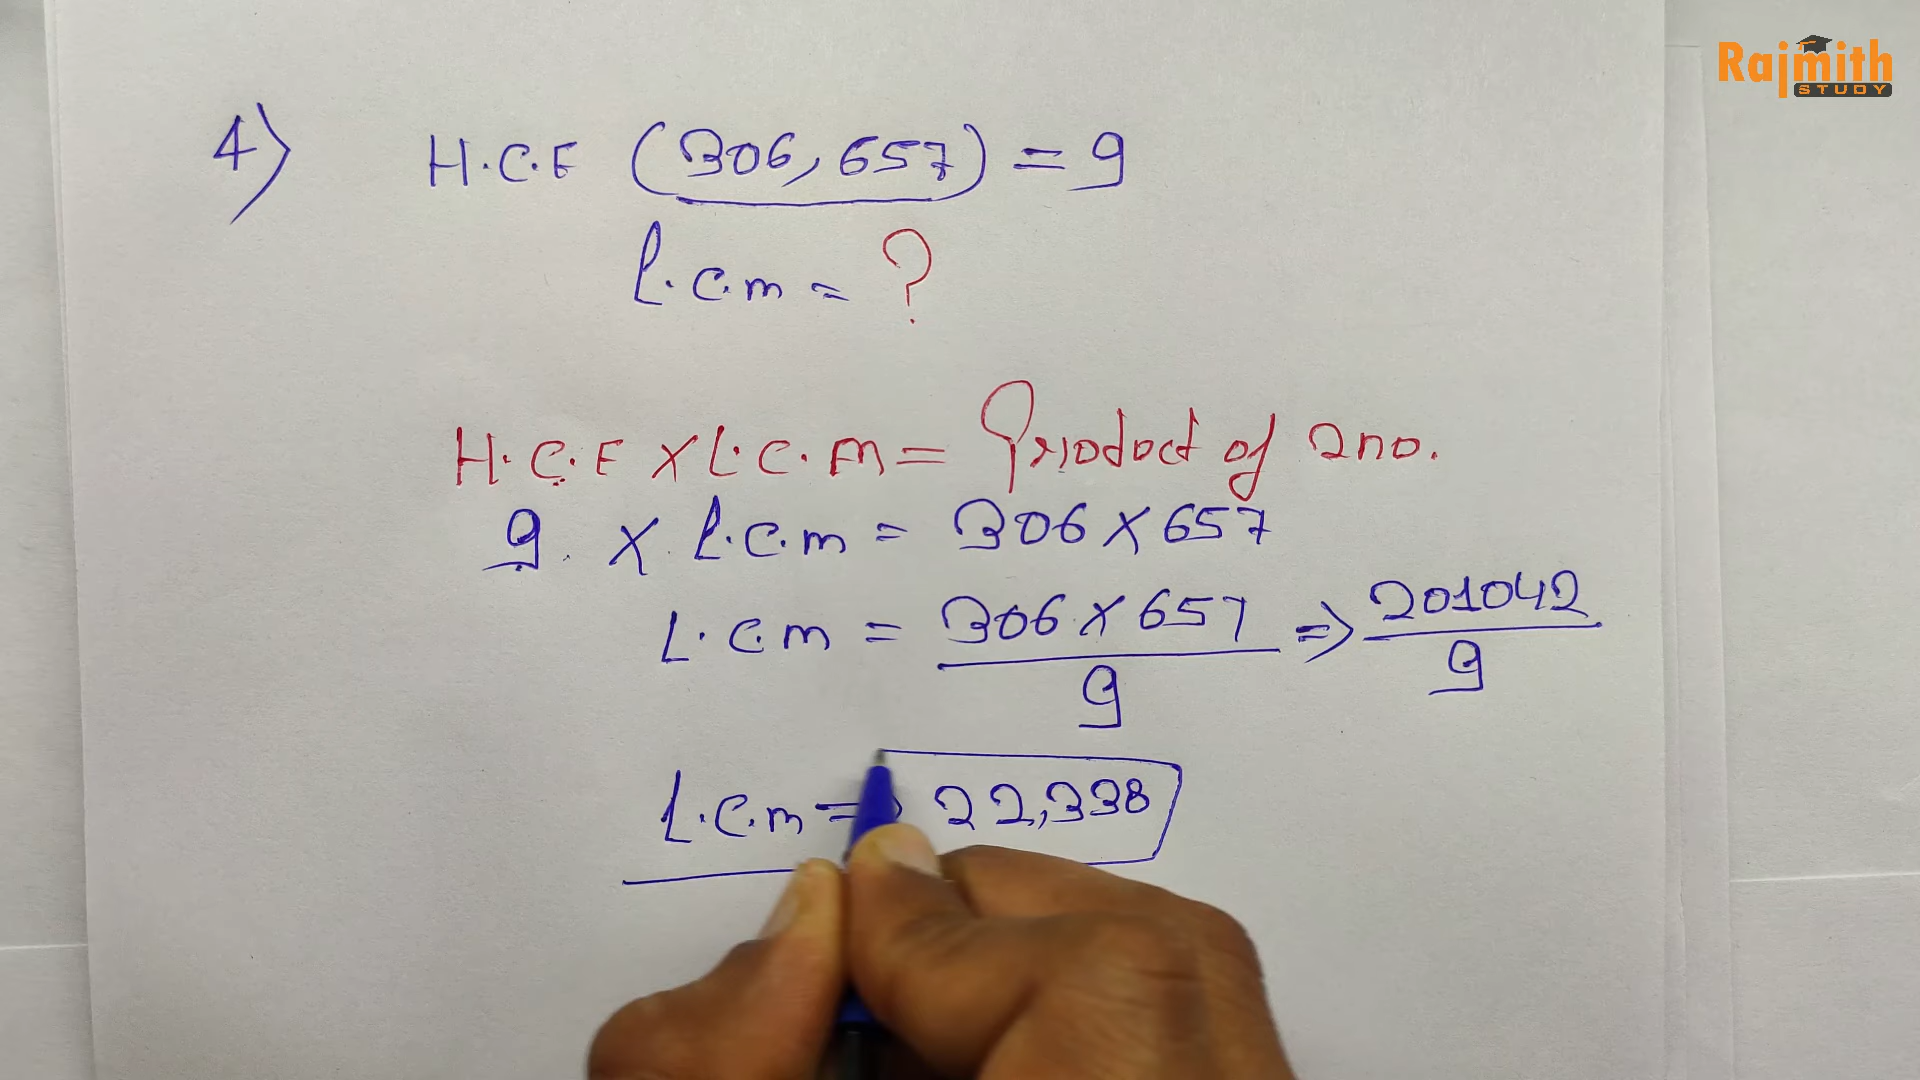 Rajmith
STUDY
4) H.C.F (306, 657) = 9
L.C.m = ?
H.C.F X L.C.M = Product of 2no.
9 X L.C.m = 306 X 657
L.C.m = 306 X 657 / 9 => 201042 / 9
L.C.m => 22,338